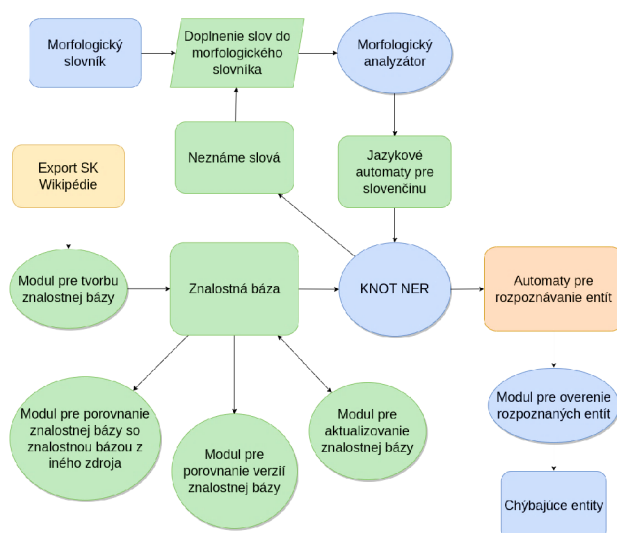 Morfologický
slovník
Doplnenie slov do
morfologického
slovníka
Morfologický
analyzátor
Neznáme slová
Jazykové
automaty pre
slovenčinu
Export SK
Wikipédie
Modul pre tvorbu
znalostnej bázy
Znalostná báza
KNOT NER
Automaty pre
rozpoznávanie entít
Modul pre porovnanie
znalostnej bázy so
znalostnou bázou z
iného zdroja
Modul pre
porovnanie verzií
znalostnej bázy
Modul pre
aktualizovanie
znalostnej bázy
Modul pre overenie
rozpoznaných entít
Chýbajúce entity